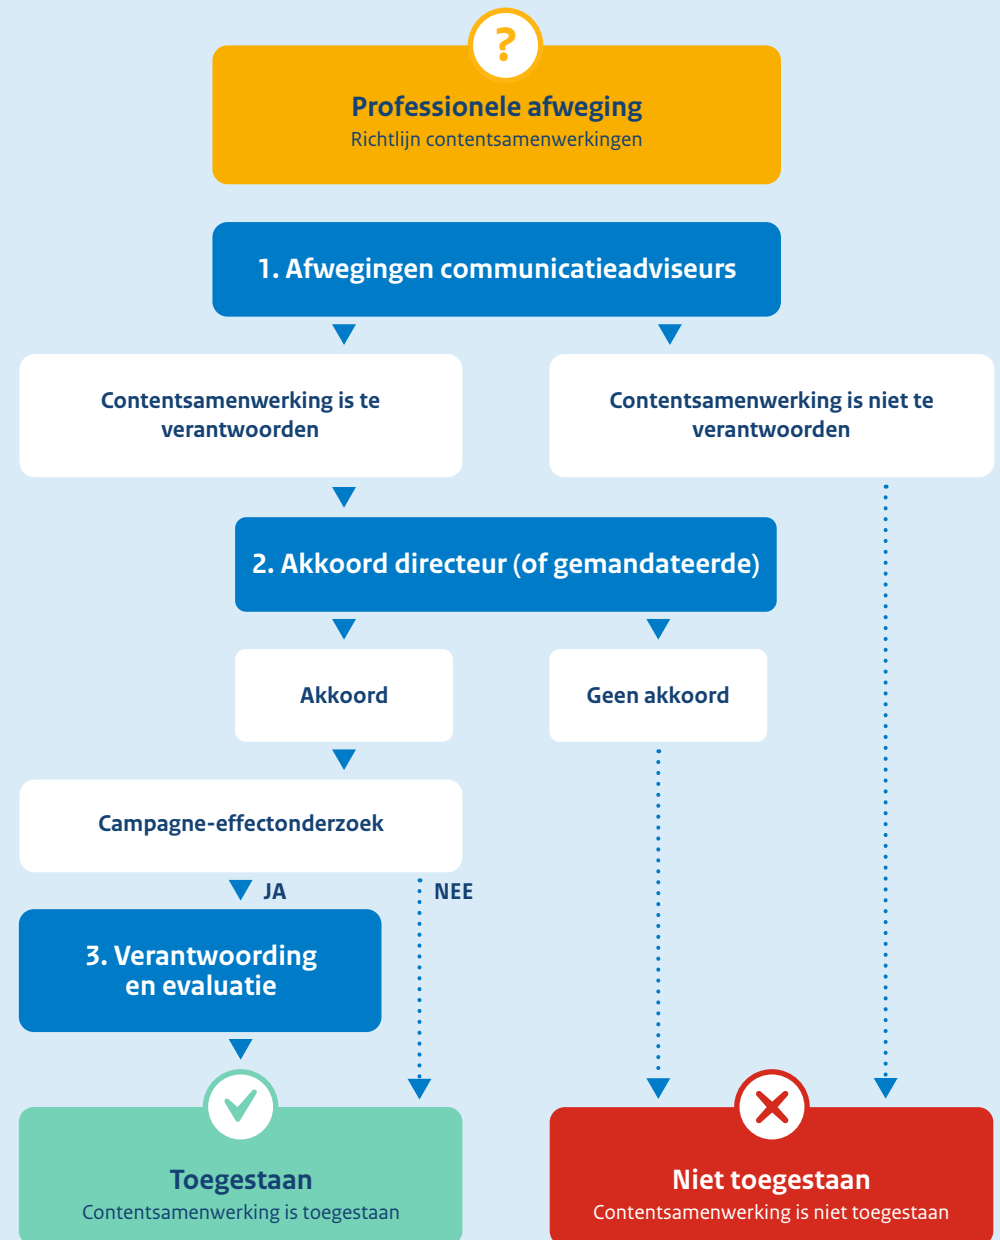 ?
Professionele afweging
Richtlijn contentsamenwerkingen
1. Afwegingen communicatieadviseurs
Contentsamenwerking is te
verantwoorden
Contentsamenwerking is niet te
verantwoorden
2. Akkoord directeur (of gemandateerde)
Akkoord
Geen akkoord
Campagne-effectonderzoek
JA
NEE
3. Verantwoording
en evaluatie
Toegestaan
Contentsamenwerking is toegestaan
Niet toegestaan
Contentsamenwerking is niet toegestaan